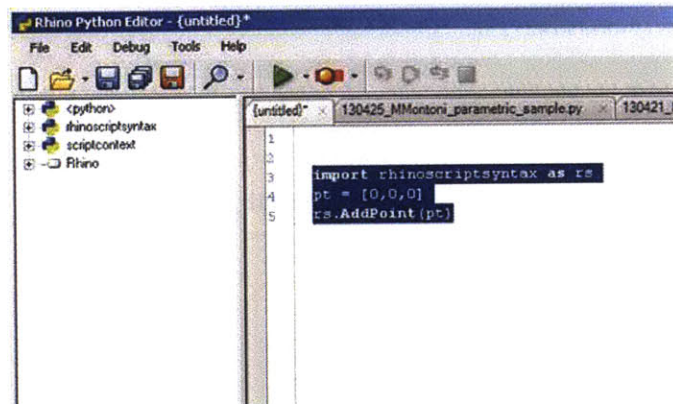 Rhino Python Editor - {untitled}*
File Edit Debug Tools Help
<python>
rhinoscriptsyntax
scriptcontext
Rhino
{untitled}* × 130425_MMontoni_parametric_sample.py × 130421_
1
2
3 import rhinoscriptsyntax as rs
4 pt = [0,0,0]
5 rs.AddPoint(pt)